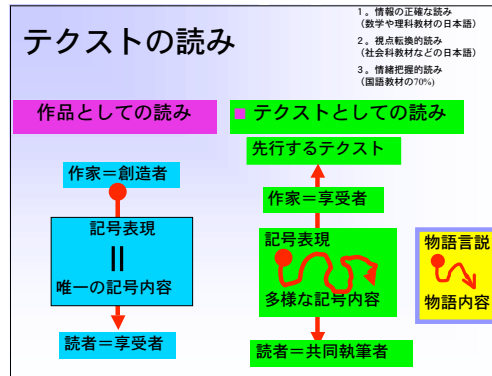 テクストの読み
1。情報の正確な読み
(数学や理科教材の日本語)
2。視点転換的読み
(社会科教材などの日本語)
3。情緒把握的読み
(国語教材の70%)
作品としての読み
テクストとしての読み
作家＝創造者
記号表現
||
唯一の記号内容
読者＝享受者
先行するテクスト
作家＝享受者
記号表現
多様な記号内容
読者＝共同執筆者
物語言説
物語内容